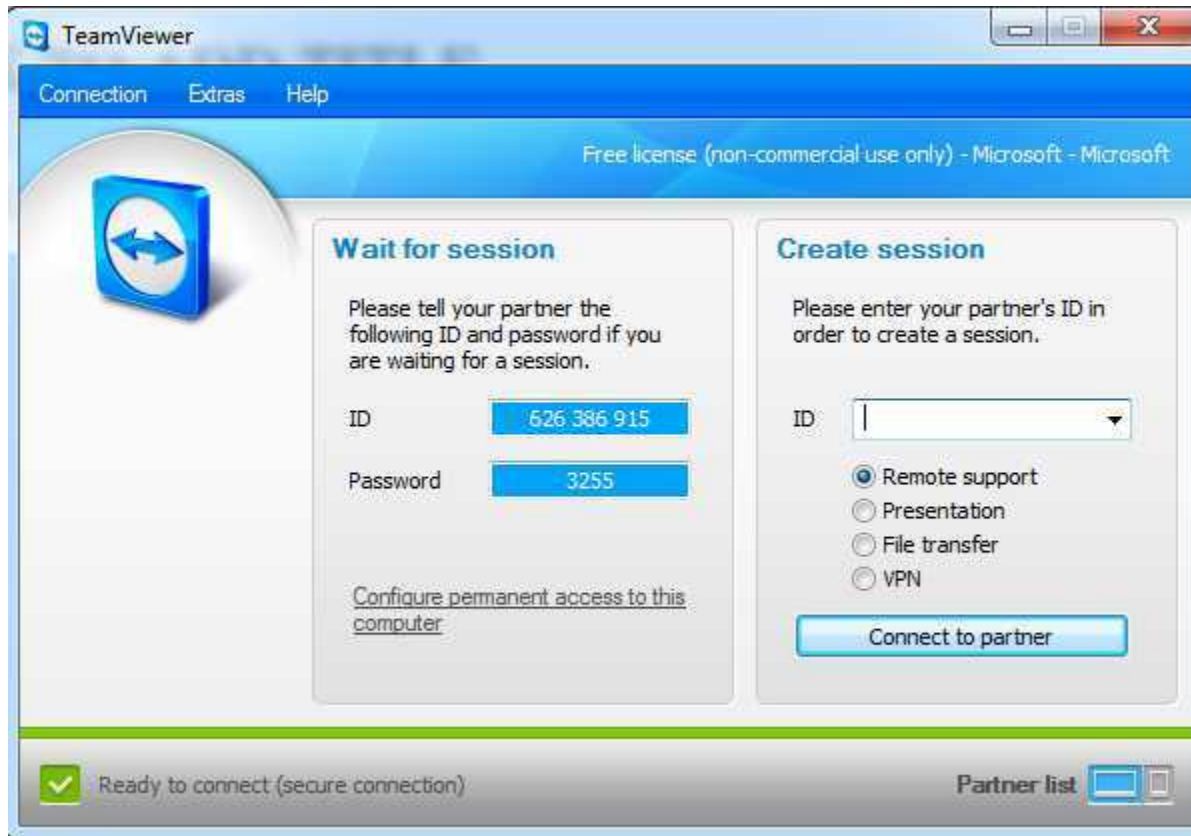 TeamViewer
Connection Extras Help
Free license (non-commercial use only) - Microsoft - Microsoft
Wait for session
Please tell your partner the
following ID and password if you
are waiting for a session.
ID 626 386 915
Password 3255
Configure permanent access to this
computer
Create session
Please enter your partner's ID in
order to create a session.
ID
Remote support
Presentation
File transfer
VPN
Connect to partner
Ready to connect (secure connection)
Partner list